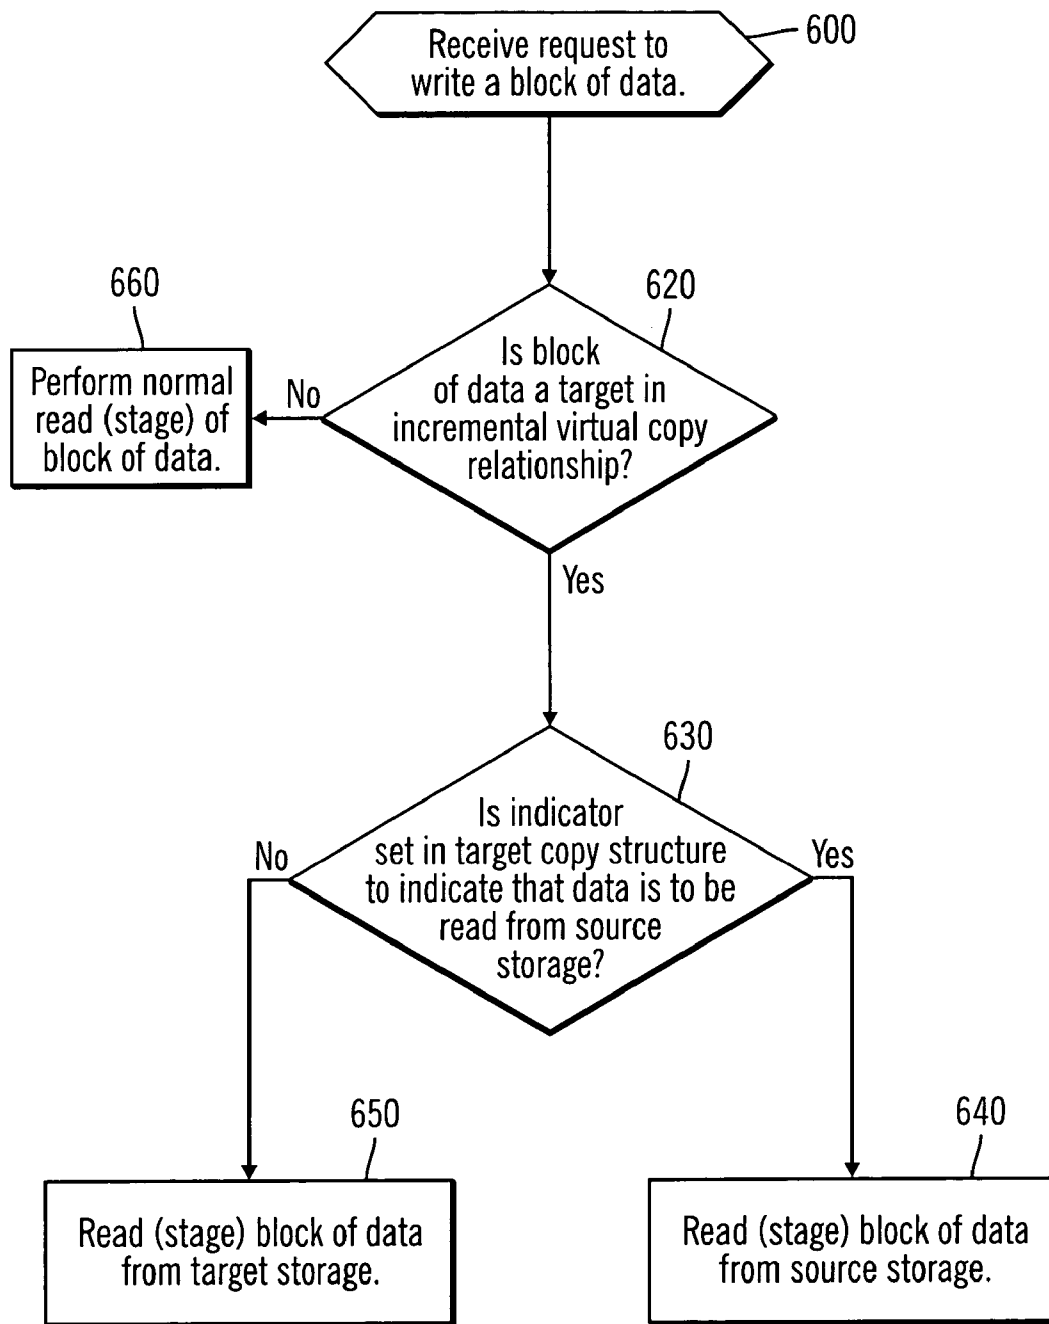 Receive request to
write a block of data.
600
660
620
Perform normal
read (stage) of
block of data.
No
Is block
of data a target in
incremental virtual copy
relationship?
Yes
630
No
Is indicator
set in target copy structure
to indicate that data is to be
read from source
storage?
Yes
650
640
Read (stage) block of data
from target storage.
Read (stage) block of data
from source storage.